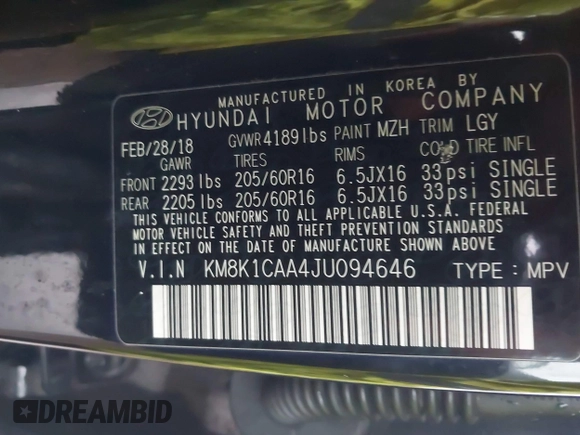 MANUFACTURED IN KOREA BY
HYUNDAI MOTOR COMPANY
FEB/28/18 GVWR 4189lbs PAINT MZH TRIM LGY
GAWR TIRES RIMS COLD TIRE INFL
FRONT 2293 lbs 205/60R16 6.5JX16 33psi SINGLE
REAR 2205 lbs 205/60R16 6.5JX16 33psi SINGLE
THIS VEHICLE CONFORMS TO ALL APPLICABLE U.S.A. FEDERAL
MOTOR VEHICLE SAFETY AND THEFT PREVENTION STANDARDS
IN EFFECT ON THE DATE OF MANUFACTURE SHOWN ABOVE
V.I.N KM8K1CAA4JU094646 TYPE : MPV
DREAMBID